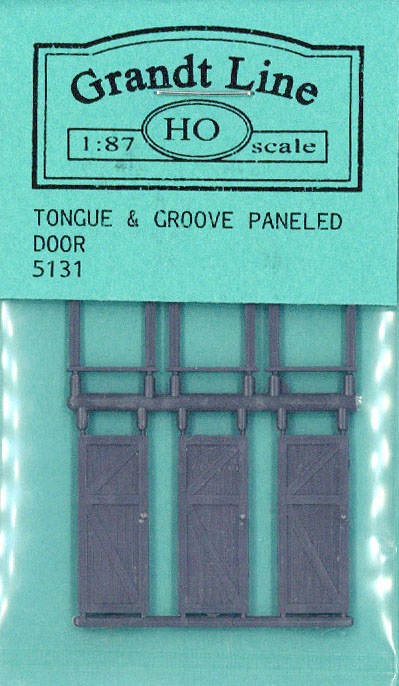 Grandt Line
1:87 HO scale
TONGUE & GROOVE PANELED
DOOR
5131